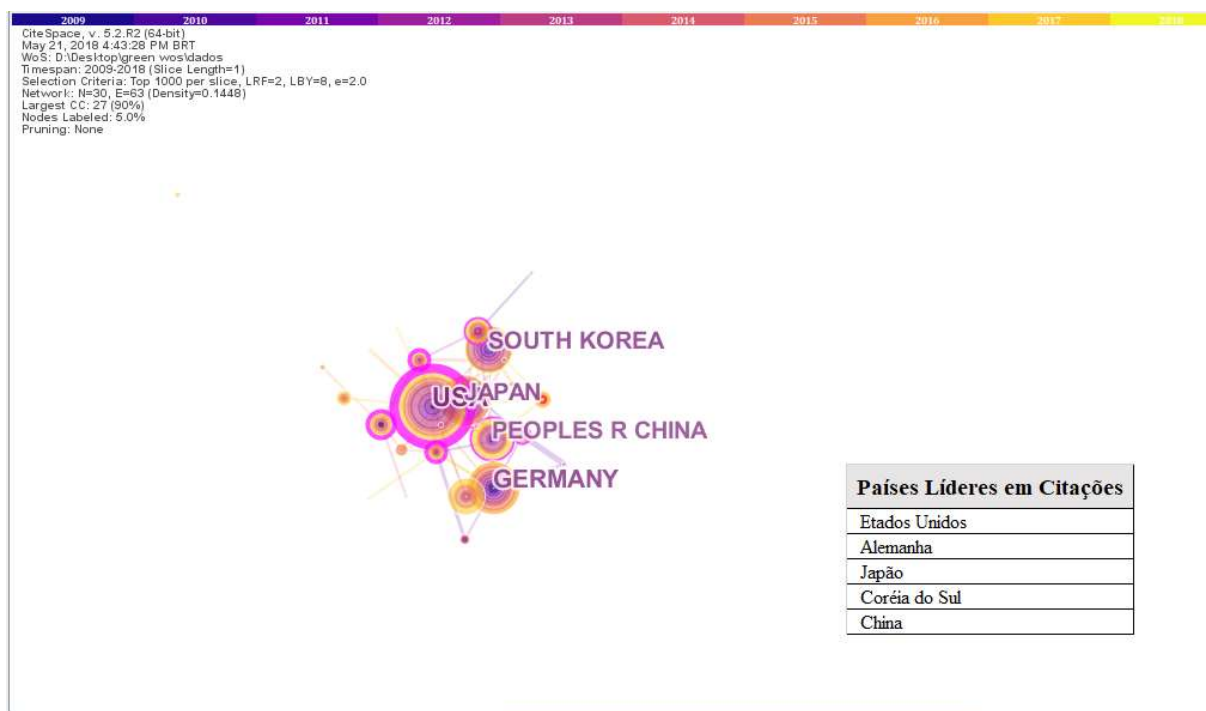 2009 2010 2011 2012 2013 2014 2015 2016 2017 2018
CiteSpace, v. 5.2.R2 (64-bit)
May 21, 2018 4:43:28 PM BRT
WoS: D:\Desktop\green wos\dados
Timespan: 2009-2018 (Slice Length=1)
Selection Criteria: Top 1000 per slice, LRF=2, LBY=8, e=2.0
Network: N=30, E=63 (Density=0.1448)
Largest CC: 27 (90%)
Nodes Labeled: 5.0%
Pruning: None
SOUTH KOREA
USA
JAPAN
PEOPLES R CHINA
GERMANY
Países Líderes em Citações
Etados Unidos
Alemanha
Japão
Coréia do Sul
China